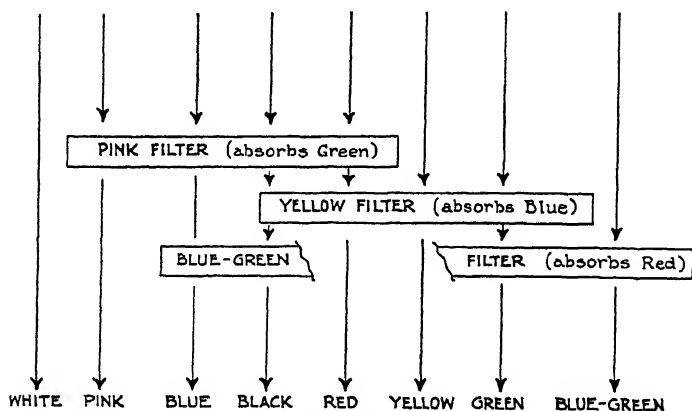 PINK FILTER (absorbs Green)
YELLOW FILTER (absorbs Blue)
BLUE-GREEN FILTER (absorbs Red)
WHITE PINK BLUE BLACK RED YELLOW GREEN BLUE-GREEN